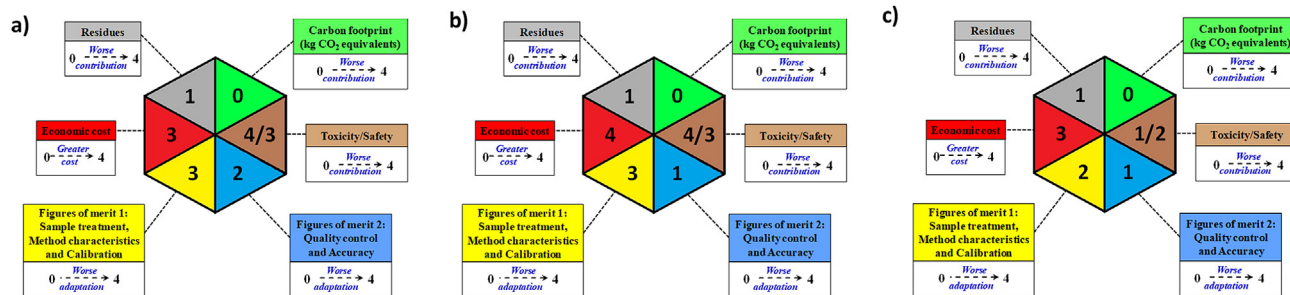 a)
Residues
Worse
0 4
contribution
Carbon footprint
(kg CO2 equivalents)
Worse
0 4
contribution
1
0
Economic cost
Greater
0 4
cost
3
4/3
Toxicity/Safety
Worse
0 4
contribution
3
2
Figures of merit 1:
Sample treatment,
Method characteristics
and Calibration
Worse
0 4
adaptation
Figures of merit 2:
Quality control
and Accuracy
Worse
0 4
adaptation
b)
Residues
Worse
0 4
contribution
Carbon footprint
(kg CO2 equivalents)
Worse
0 4
contribution
1
0
Economic cost
Greater
0 4
cost
4
4/3
Toxicity/Safety
Worse
0 4
contribution
3
1
Figures of merit 1:
Sample treatment,
Method characteristics
and Calibration
Worse
0 4
adaptation
Figures of merit 2:
Quality control
and Accuracy
Worse
0 4
adaptation
c)
Residues
Worse
0 4
contribution
Carbon footprint
(kg CO2 equivalents)
Worse
0 4
contribution
1
0
Economic cost
Greater
0 4
cost
3
1/2
Toxicity/Safety
Worse
0 4
contribution
2
1
Figures of merit 1:
Sample treatment,
Method characteristics
and Calibration
Worse
0 4
adaptation
Figures of merit 2:
Quality control
and Accuracy
Worse
0 4
adaptation